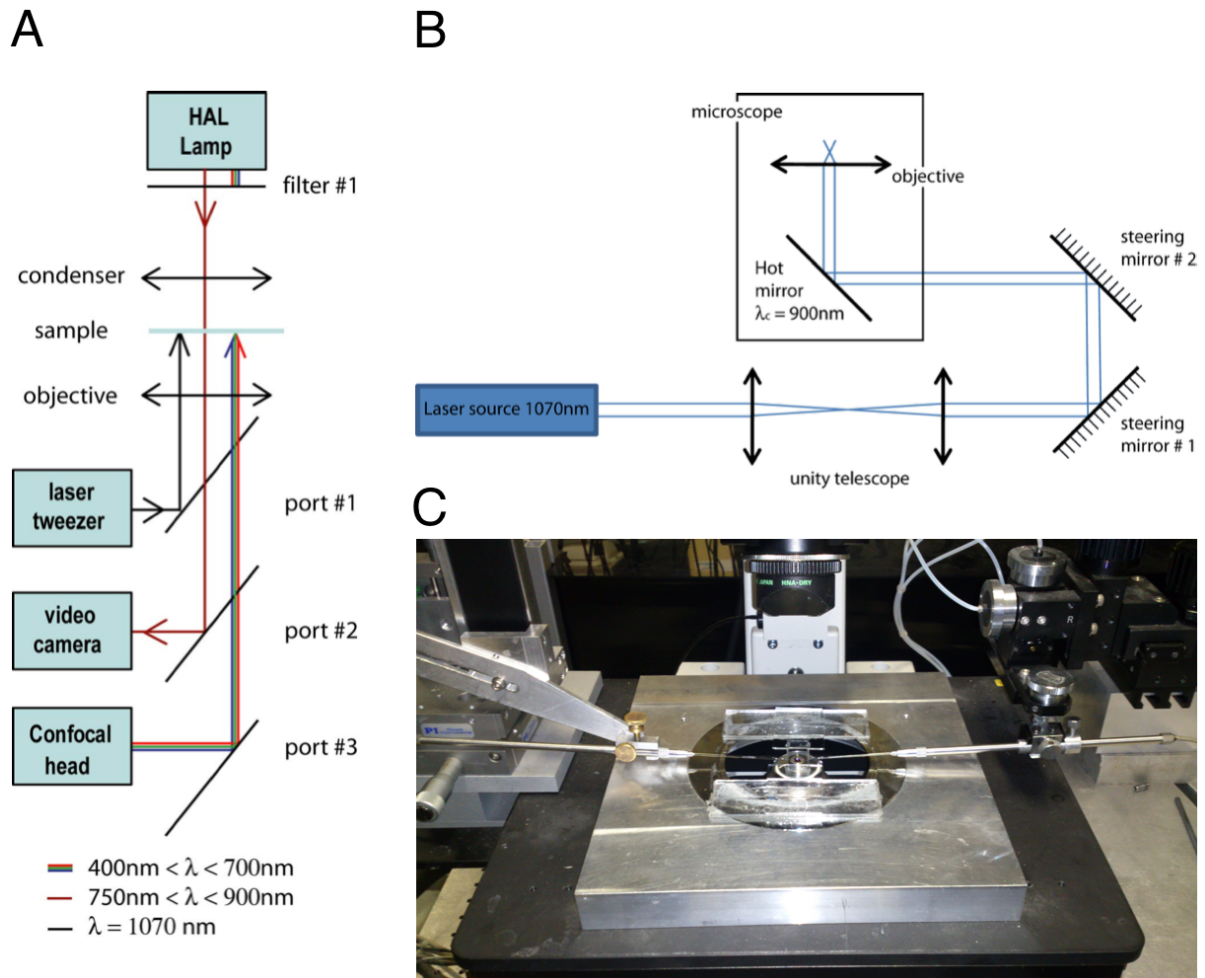 A
HAL
Lamp
filter #1
condenser
sample
objective
laser
tweezer
port #1
video
camera
port #2
Confocal
head
port #3
400nm < λ < 700nm
750nm < λ < 900nm
λ = 1070 nm
B
microscope
objective
Hot
mirror
λc = 900nm
steering
mirror # 2
Laser source 1070nm
steering
mirror # 1
unity telescope
C
JAPAN HNA-DRY
PI
R